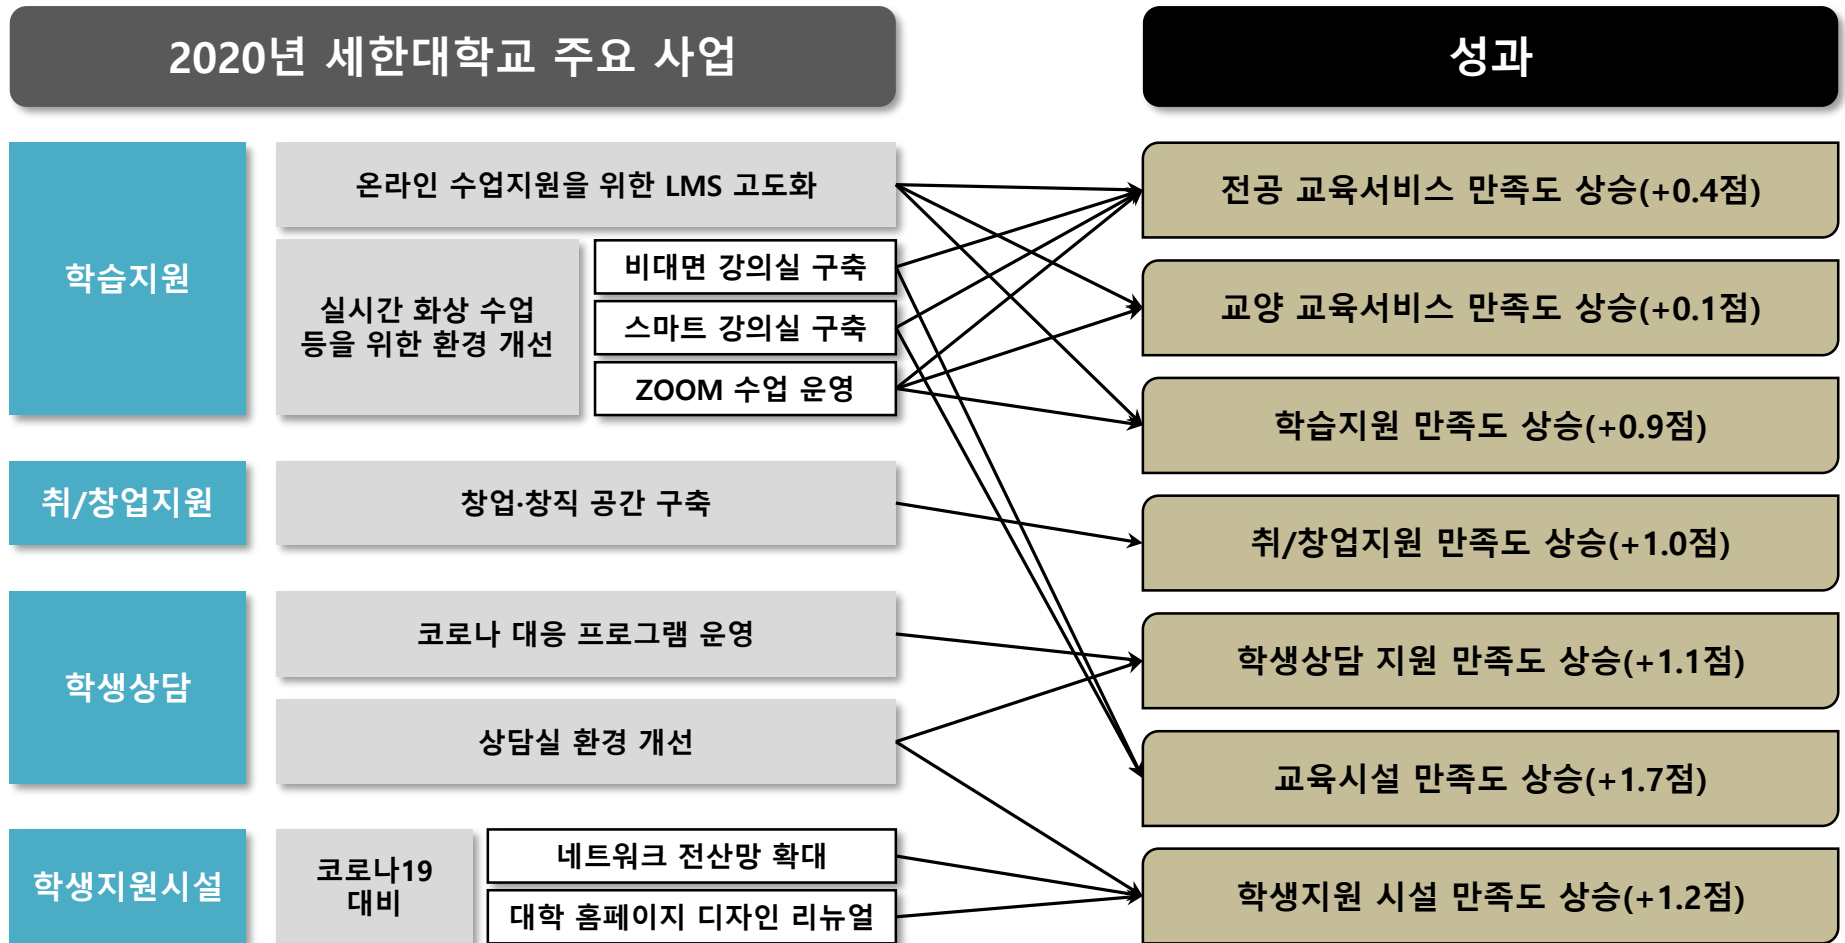 2020년 세한대학교 주요 사업
성과
학습지원
온라인 수업지원을 위한 LMS 고도화
실시간 화상 수업
등을 위한 환경 개선
비대면 강의실 구축
스마트 강의실 구축
ZOOM 수업 운영
취/창업지원
창업·창직 공간 구축
학생상담
코로나 대응 프로그램 운영
상담실 환경 개선
학생지원시설
코로나19
대비
네트워크 전산망 확대
대학 홈페이지 디자인 리뉴얼
전공 교육서비스 만족도 상승(+0.4점)
교양 교육서비스 만족도 상승(+0.1점)
학습지원 만족도 상승(+0.9점)
취/창업지원 만족도 상승(+1.0점)
학생상담 지원 만족도 상승(+1.1점)
교육시설 만족도 상승(+1.7점)
학생지원 시설 만족도 상승(+1.2점)